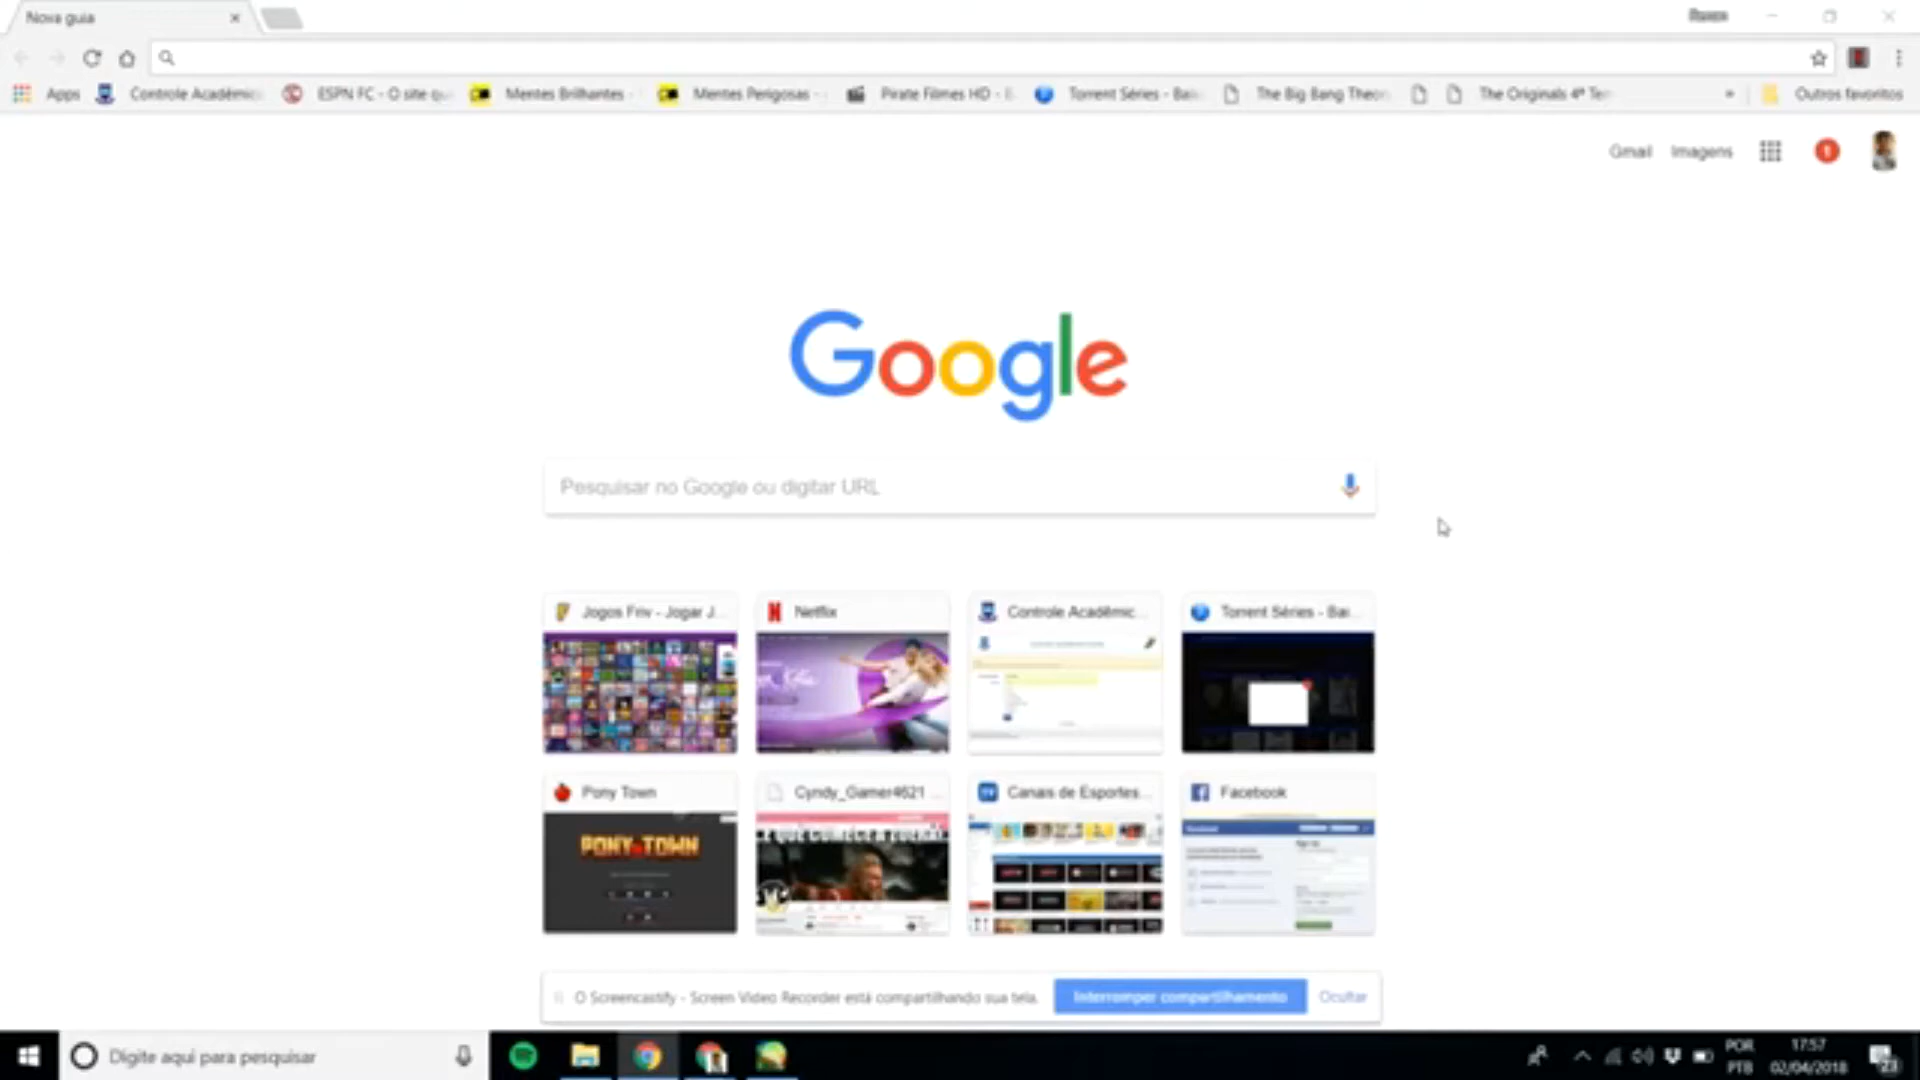 Nova guia
Apps Controle Acadêmic ESPN FC - O site qu Mentes Brilhantes - Mentes Perigosas - Pirate Filmes HD - Torrent Séries - Bai The Big Bang Theor The Originals 4ª Te » Outros favoritos
Gmail Imagens 1
Google
Pesquisar no Google ou digitar URL
Jogos Friv - Jogar J... Netflix Controle Acadêmic... Torrent Séries - Bai...
Pony Town Cyndy_Gamer4621 ... Canais de Esportes... Facebook
PONY TOWN
O Screencastify - Screen Video Recorder está compartilhando sua tela. Interromper compartilhamento Ocultar
Digite aqui para pesquisar POR 17:57
PTB 02/04/2018 23